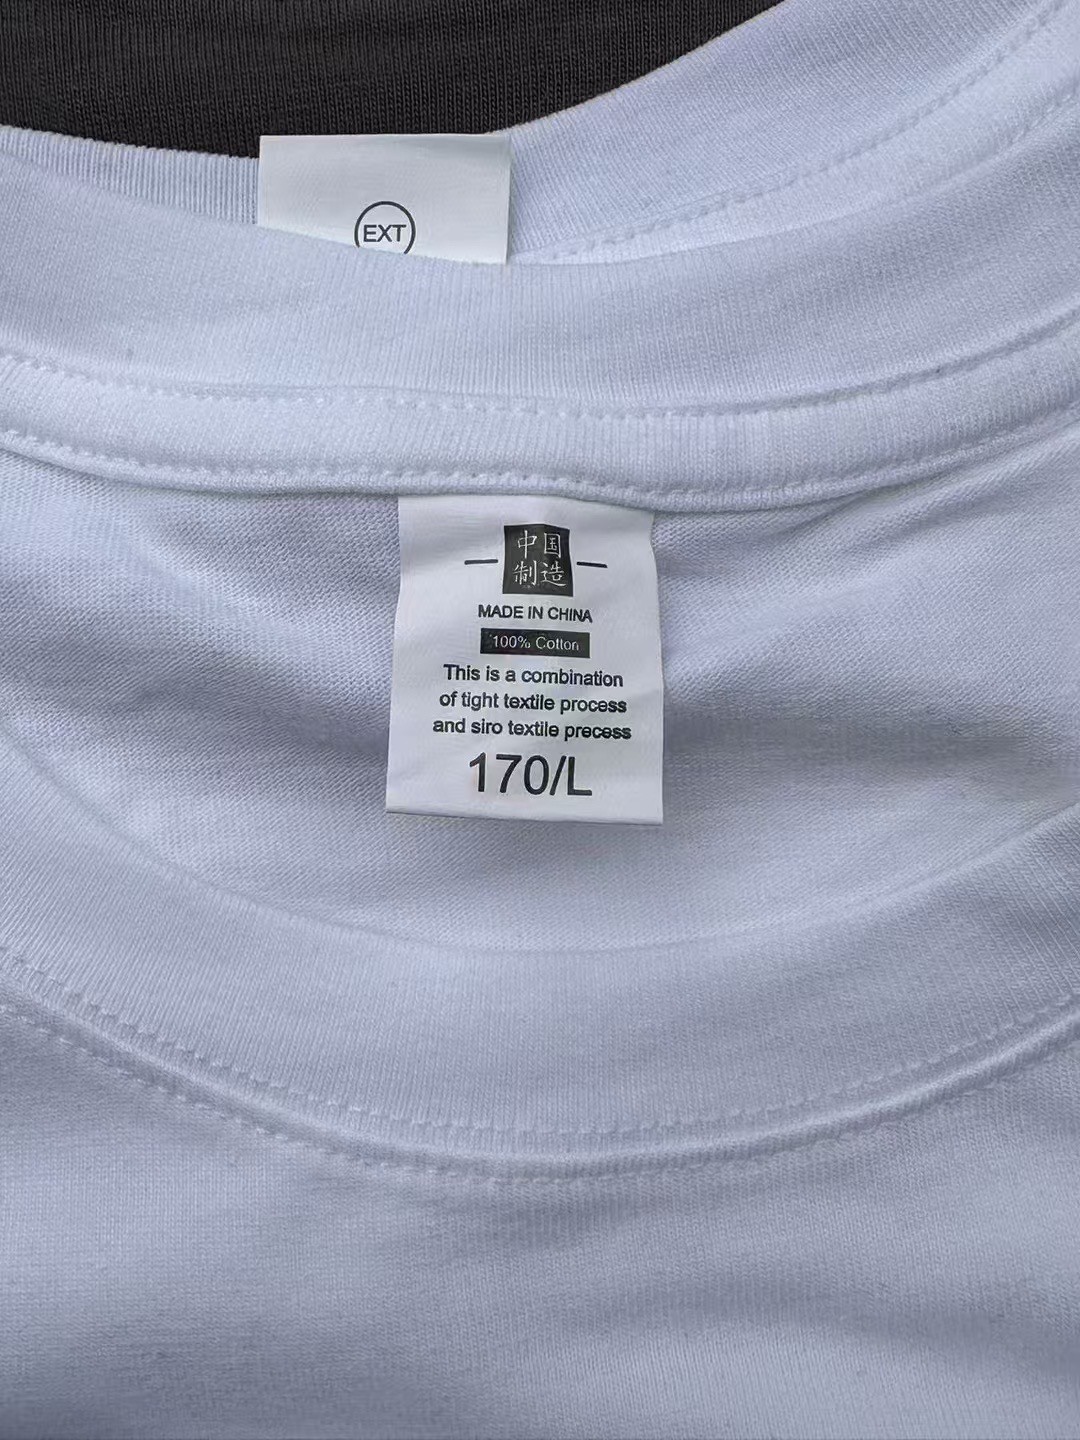 EXT
中国
制造
MADE IN CHINA
100% Cotton
This is a combination
of tight textile process
and siro textile precess
170/L